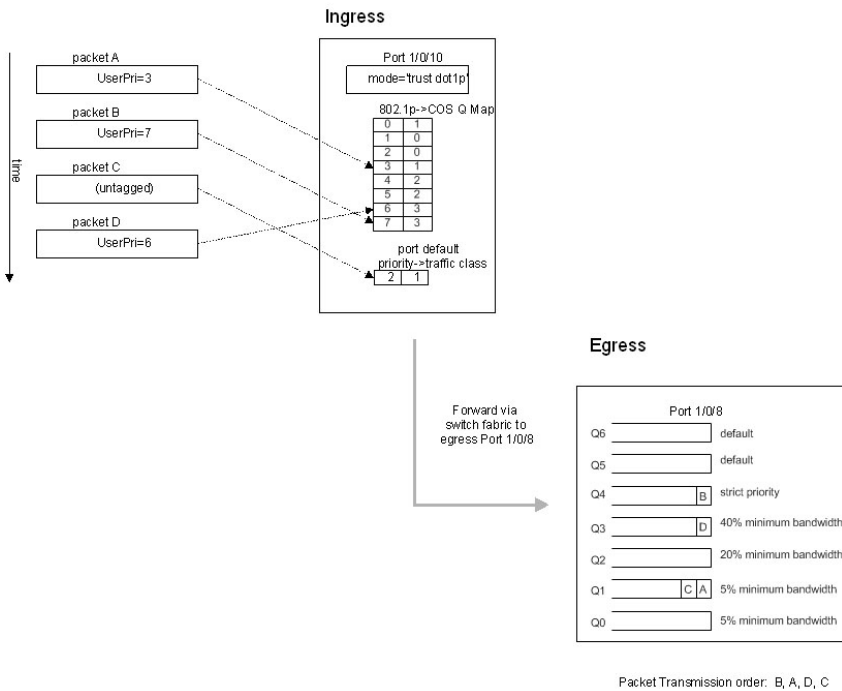 Ingress
packet A
UserPri=3
packet B
UserPri=7
packet C
(untagged)
packet D
UserPri=6
time
Port 1/0/10
mode='trust dot1p'
802.1p->COS Q Map
0 1
1 0
2 0
3 1
4 2
5 2
6 3
7 3
port default
priority->traffic class
2 1
Forward via
switch fabric to
egress Port 1/0/8
Egress
Port 1/0/8
Q6 default
Q5 default
Q4 B strict priority
Q3 D 40% minimum bandwidth
Q2 20% minimum bandwidth
Q1 C A 5% minimum bandwidth
Q0 5% minimum bandwidth
Packet Transmission order: B, A, D, C